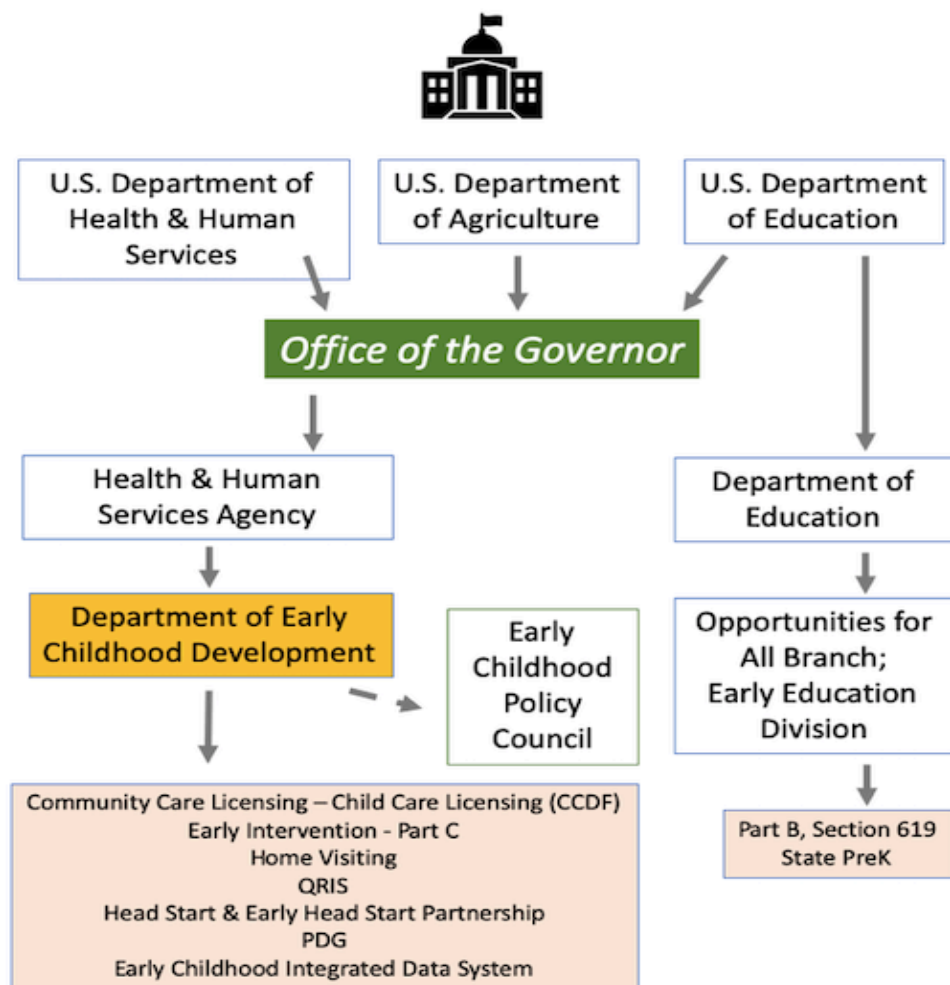 U.S. Department of
Health & Human
Services
U.S. Department
of Agriculture
U.S. Department
of Education
Office of the Governor
Health & Human
Services Agency
Department of
Education
Department of Early
Childhood Development
Early
Childhood
Policy
Council
Opportunities for
All Branch;
Early Education
Division
Community Care Licensing – Child Care Licensing (CCDF)
Early Intervention - Part C
Home Visiting
QRIS
Head Start & Early Head Start Partnership
PDG
Early Childhood Integrated Data System
Part B, Section 619
State PreK